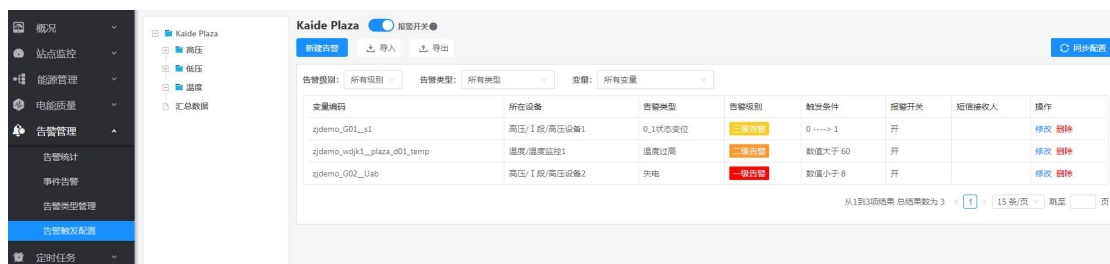 概况
站点监控
能源管理
电能质量
告警管理
告警统计
事件告警
告警类型管理
告警触发配置
定时任务
Kaide Plaza
高压
低压
温度
汇总数据
Kaide Plaza 报警开关
新建告警 导入 导出 同步配置
告警级别: 所有级别 告警类型: 所有类型 变量: 所有变量
变量编码 所在设备 告警类型 告警级别 触发条件 报警开关 短信接收人 操作
zjdemo_G01__s1 高压/Ⅰ段/高压设备1 0_1状态变位 三级告警 0 ----> 1 开 修改 删除
zjdemo_wdjk1__plaza_d01_temp 温度/温度监控1 温度过高 二级告警 数值大于 60 开 修改 删除
zjdemo_G02__Uab 高压/Ⅰ段/高压设备2 失电 一级告警 数值小于 8 开 修改 删除
从1到3项结果 总结果数为 3 < 1 > 15 条/页 跳至 页